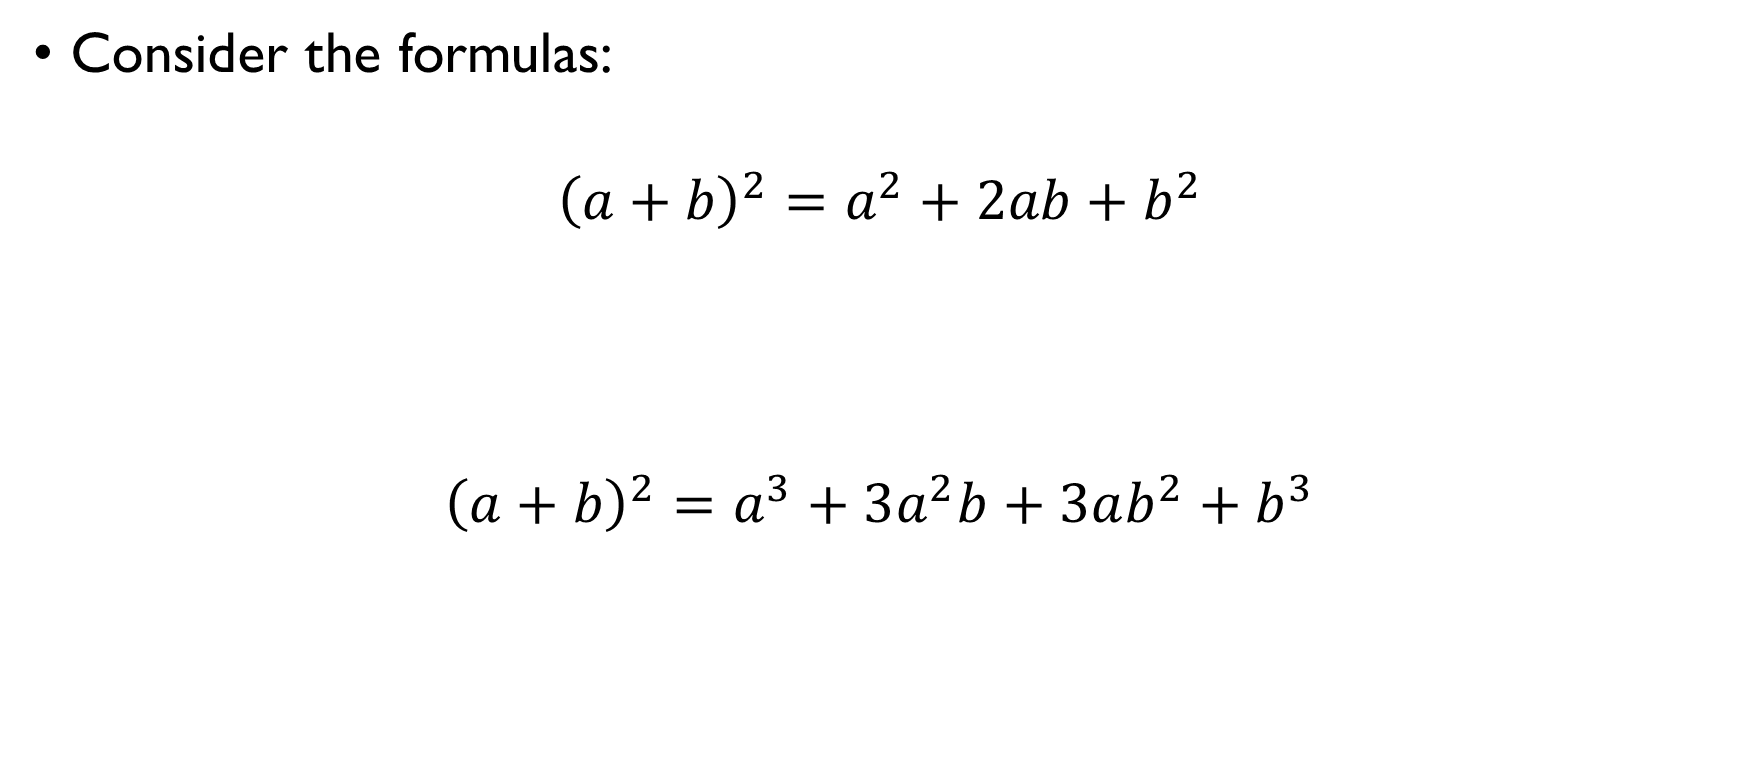 • Consider the formulas:
(a + b)² = a² + 2ab + b²
(a + b)² = a³ + 3a²b + 3ab² + b³